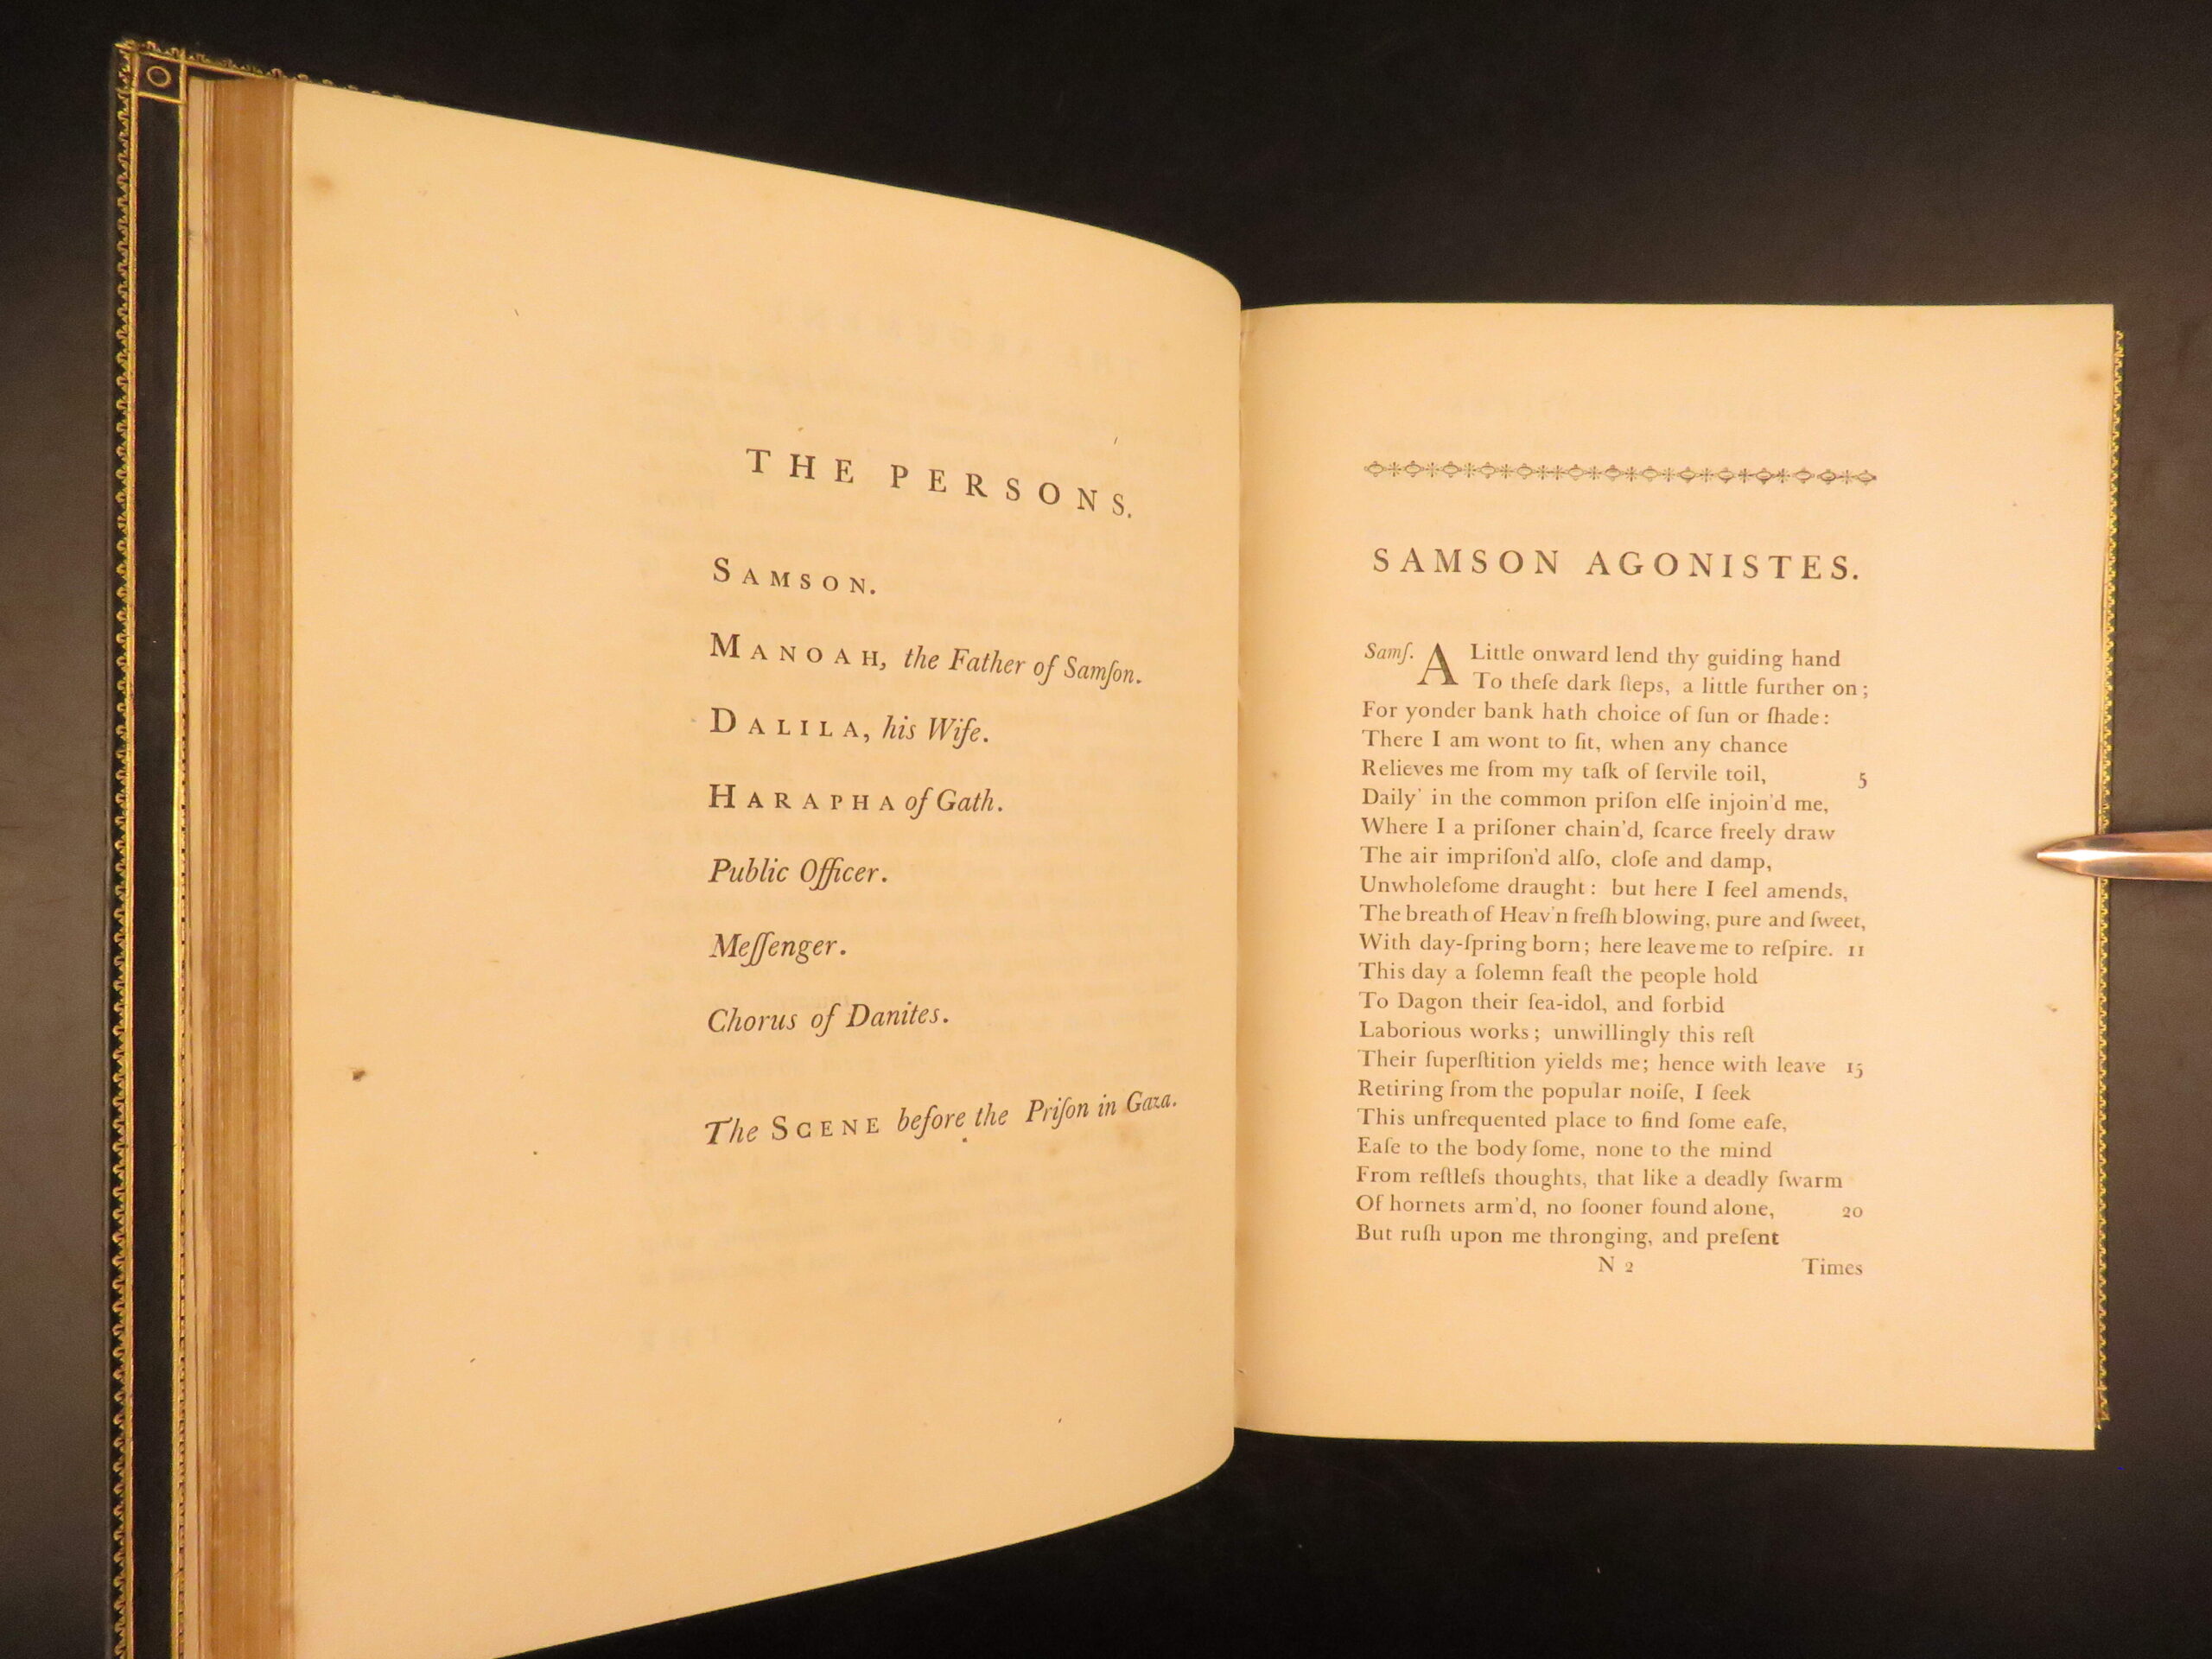 THE PERSONS.
SAMSON.
MANOAH, the Father of Samſon.
DALILA, his Wife.
HARAPHA of Gath.
Public Officer.
Meſſenger.
Chorus of Danites.
The SCENE before the Priſon in Gaza.
SAMSON AGONISTES.
Samſ. A Little onward lend thy guiding hand
To theſe dark ſteps, a little further on;
For yonder bank hath choice of ſun or ſhade:
There I am wont to ſit, when any chance
Relieves me from my taſk of ſervile toil, 5
Daily' in the common priſon elſe injoin'd me,
Where I a priſoner chain'd, ſcarce freely draw
The air impriſon'd alſo, cloſe and damp,
Unwholeſome draught: but here I feel amends,
The breath of Heav'n freſh blowing, pure and ſweet,
With day-ſpring born; here leave me to reſpire. 11
This day a ſolemn feaſt the people hold
To Dagon their ſea-idol, and forbid
Laborious works; unwillingly this reſt
Their ſuperſtition yields me; hence with leave 15
Retiring from the popular noiſe, I ſeek
This unfrequented place to find ſome eaſe,
Eaſe to the body ſome, none to the mind
From reſtleſs thoughts, that like a deadly ſwarm
Of hornets arm'd, no ſooner found alone, 20
But ruſh upon me thronging, and preſent
N 2 Times